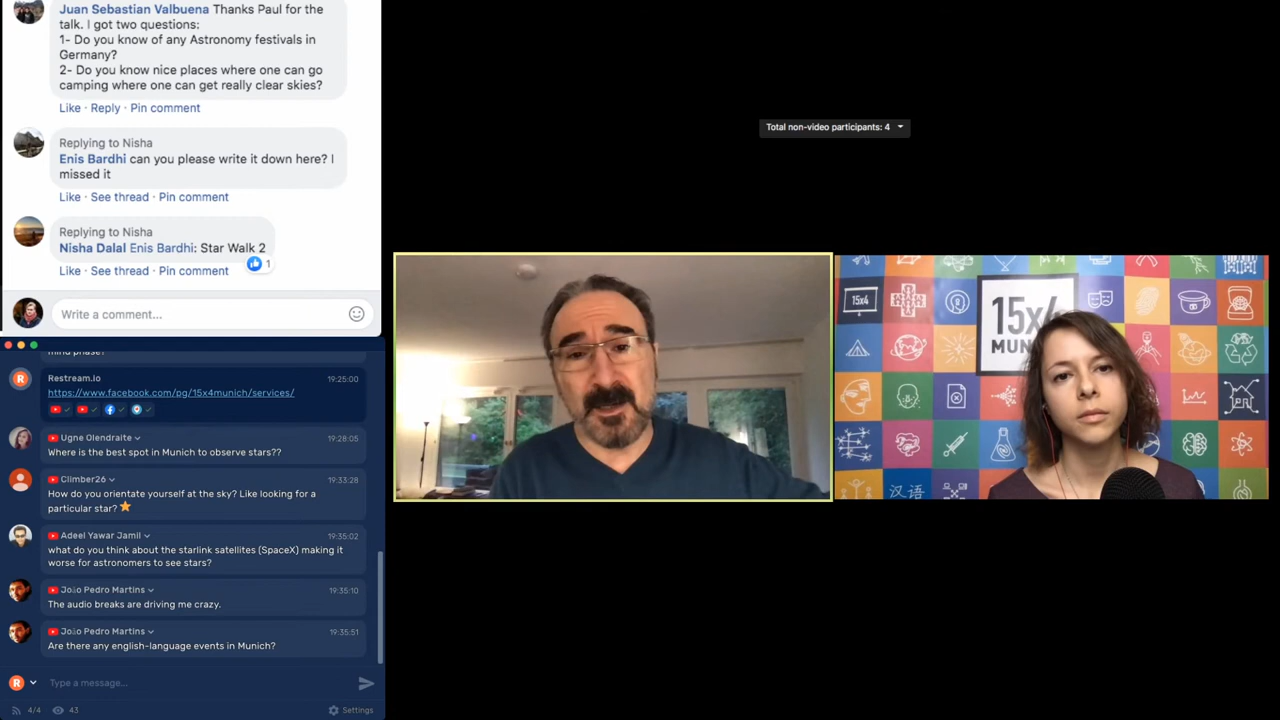 Juan Sebastian Valbuena Thanks Paul for the
talk. I got two questions:
1- Do you know of any Astronomy festivals in
Germany?
2- Do you know nice places where one can go
camping where one can get really clear skies?
Like · Reply · Pin comment
Replying to Nisha
Enis Bardhi can you please write it down here? I
missed it
Like · See thread · Pin comment
Replying to Nisha
Nisha Dalal Enis Bardhi: Star Walk 2
1
Like · See thread · Pin comment
Write a comment...
mind phase?
Restream.io 19:25:00
https://www.facebook.com/pg/15x4munich/services/
Ugne Olendraite 19:28:05
Where is the best spot in Munich to observe stars??
Climber26 19:33:28
How do you orientate yourself at the sky? Like looking for a
particular star? ⭐
Adeel Yawar Jamil 19:35:02
what do you think about the starlink satellites (SpaceX) making it
worse for astronomers to see stars?
João Pedro Martins 19:35:10
The audio breaks are driving me crazy.
João Pedro Martins 19:35:51
Are there any english-language events in Munich?
R Type a message...
4/4 43 Settings
Total non-video participants: 4
15x4
15x4
MUN
汉语